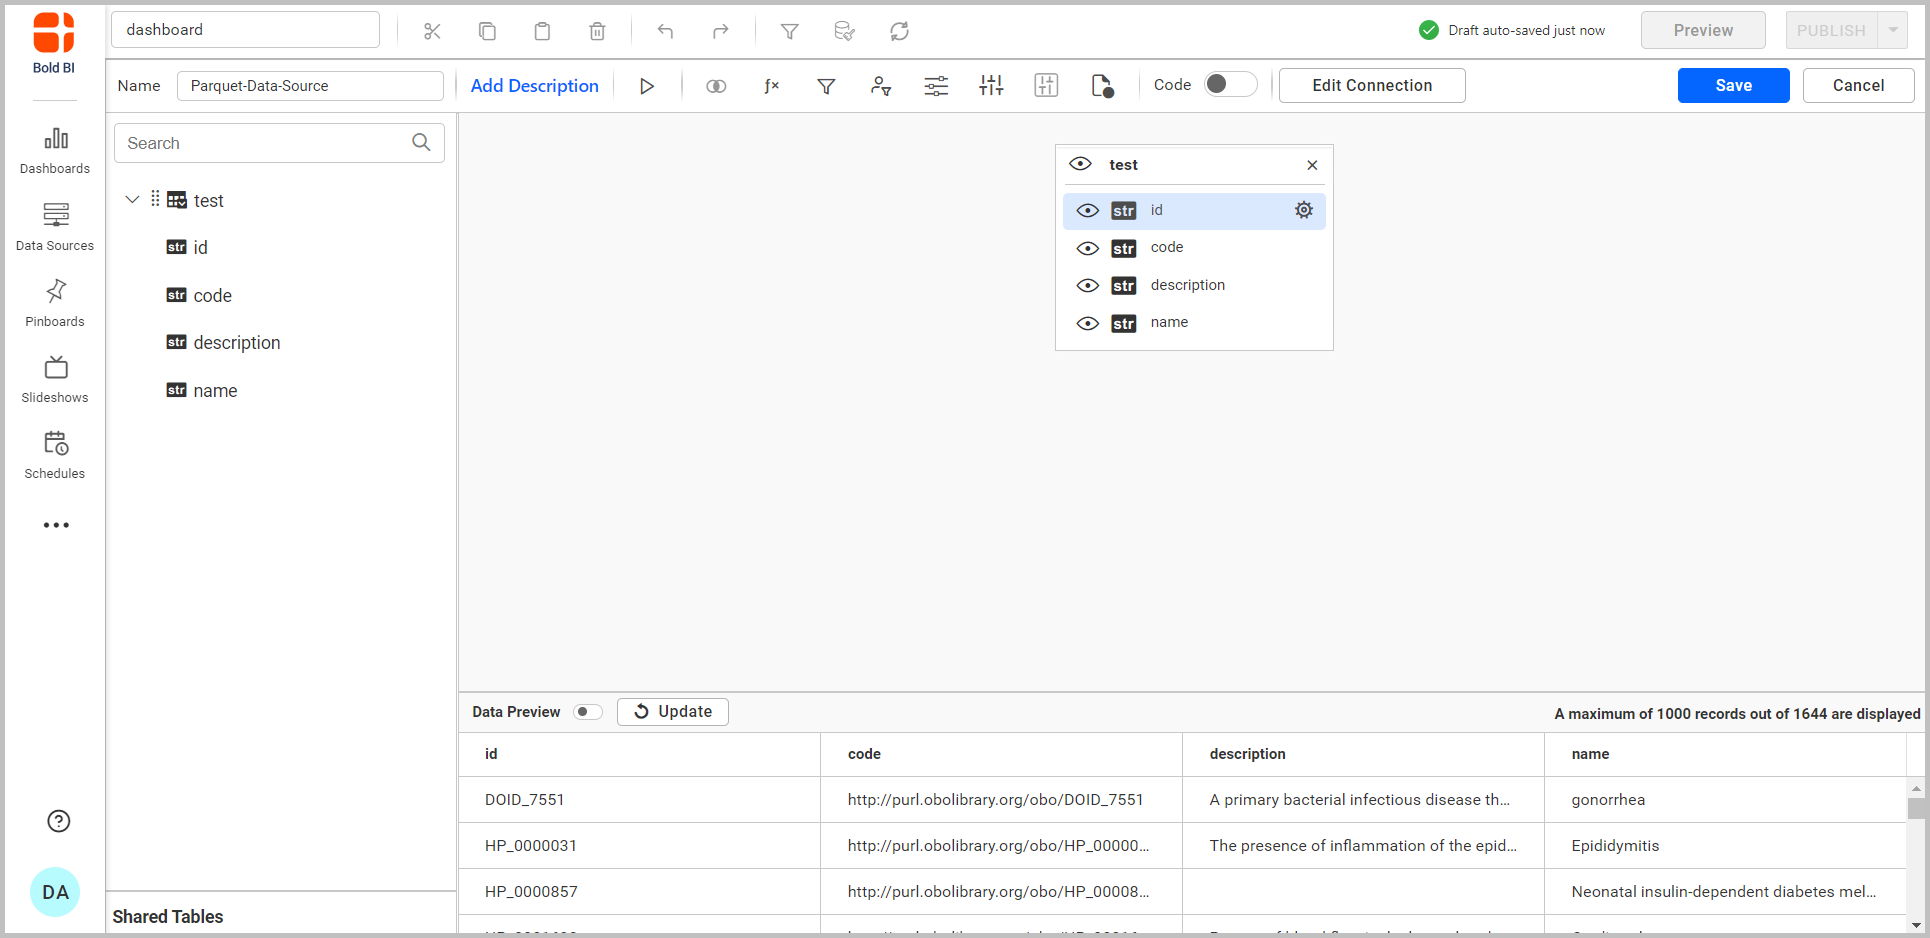 Bold BI
dashboard
Draft auto-saved just now
Preview
PUBLISH
Name
Parquet-Data-Source
Add Description
Code
Edit Connection
Save
Cancel
Dashboards
Data Sources
Pinboards
Slideshows
Schedules
DA
Search
test
str id
str code
str description
str name
Shared Tables
test
str id
str code
str description
str name
Data Preview
Update
A maximum of 1000 records out of 1644 are displayed
id code description name
DOID_7551 http://purl.obolibrary.org/obo/DOID_7551 A primary bacterial infectious disease th... gonorrhea
HP_0000031 http://purl.obolibrary.org/obo/HP_00000... The presence of inflammation of the epid... Epididymitis
HP_0000857 http://purl.obolibrary.org/obo/HP_00008... Neonatal insulin-dependent diabetes mel...